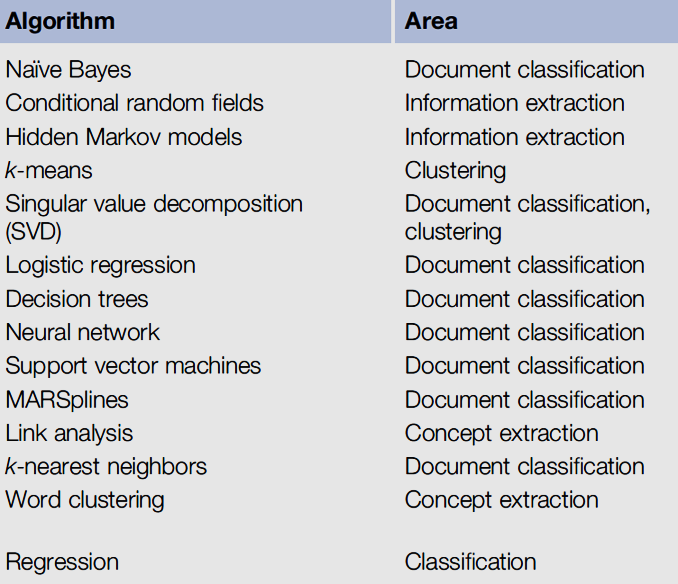 Algorithm Area
Naïve Bayes Document classification
Conditional random fields Information extraction
Hidden Markov models Information extraction
k-means Clustering
Singular value decomposition Document classification,
(SVD) clustering
Logistic regression Document classification
Decision trees Document classification
Neural network Document classification
Support vector machines Document classification
MARSplines Document classification
Link analysis Concept extraction
k-nearest neighbors Document classification
Word clustering Concept extraction
Regression Classification